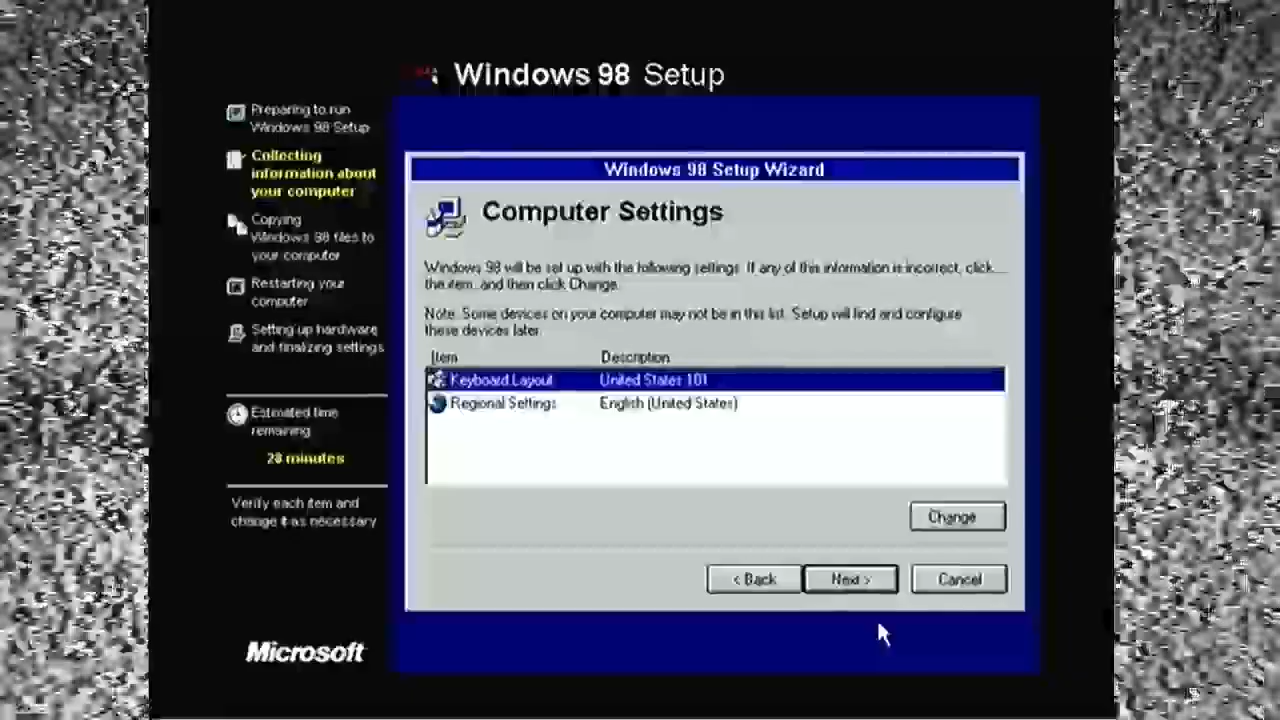 Windows 98 Setup
Preparing to run
Windows 98 Setup
Collecting
information about
your computer
Copying
Windows 98 files to
your computer
Restarting your
computer
Setting up hardware
and finalizing settings
Estimated time
remaining
28 minutes
Verify each item and
change it as necessary
Microsoft
Windows 98 Setup Wizard
Computer Settings
Windows 98 will be set up with the following settings. If any of this information is incorrect, click
the item, and then click Change.
Note: Some devices on your computer may not be in this list. Setup will find and configure
these devices later.
Item Description
Keyboard Layout United States 101
Regional Settings English (United States)
Change
< Back Next > Cancel